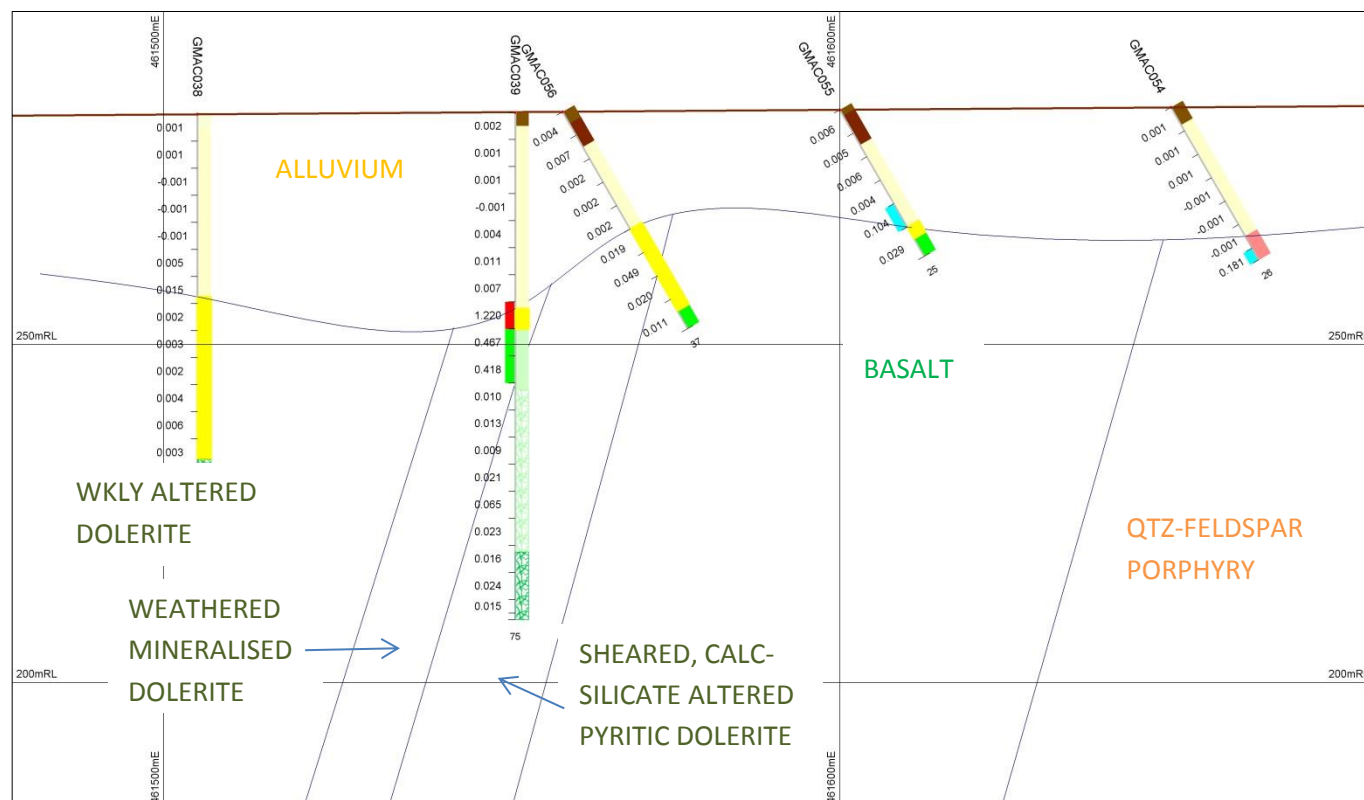 461500mE
GMAC038
GMAC039
GMAC056
GMAC055
461600mE
GMAC054
0.001
0.001
-0.001
-0.001
-0.001
0.005
0.015
0.002
0.003
0.002
0.004
0.006
0.003
ALLUVIUM
0.002
0.001
0.001
-0.001
0.004
0.011
0.007
1.220
0.467
0.418
0.010
0.013
0.009
0.021
0.065
0.023
0.016
0.024
0.015
75
0.004
0.007
0.002
0.002
0.002
0.019
0.049
0.020
0.011
37
0.006
0.005
0.006
0.004
0.104
0.029
25
0.001
0.001
0.001
-0.001
-0.001
-0.001
0.181
26
250mRL
250mRL
BASALT
WKLY ALTERED
DOLERITE
WEATHERED
MINERALISED
DOLERITE
SHEARED, CALC-
SILICATE ALTERED
PYRITIC DOLERITE
QTZ-FELDSPAR
PORPHYRY
200mRL
200mRL
461500mE
461600mE